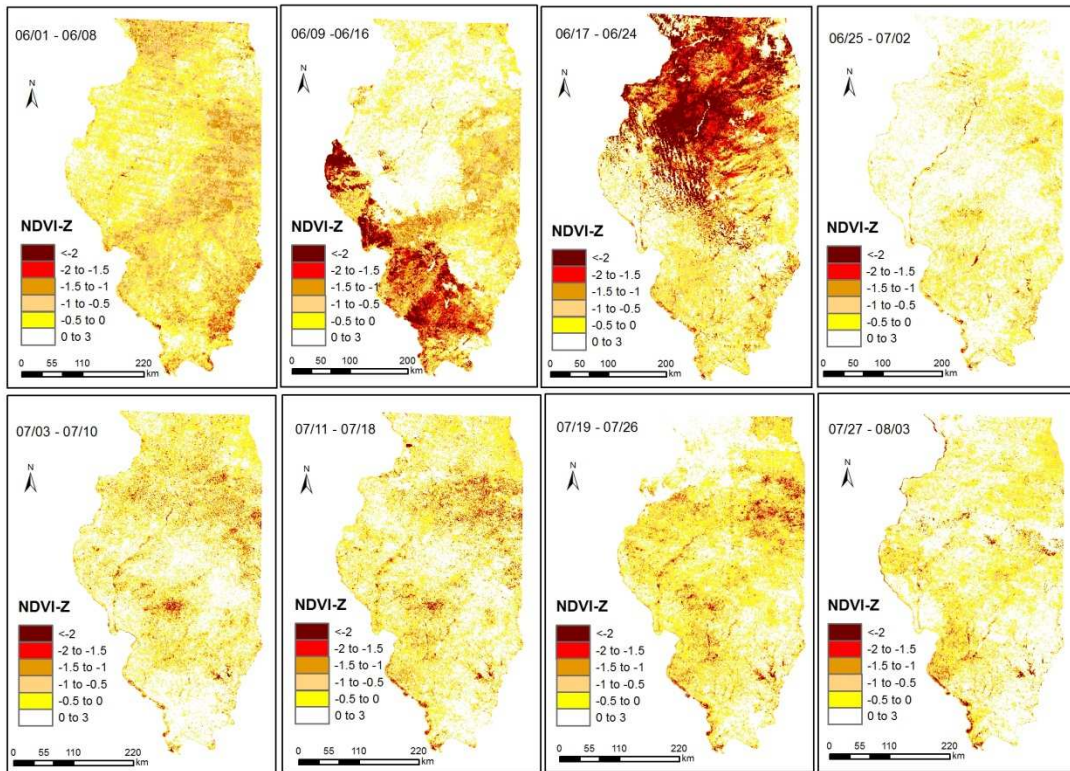 06/01 - 06/08
N
NDVI-Z
<-2
-2 to -1.5
-1.5 to -1
-1 to -0.5
-0.5 to 0
0 to 3
0 55 110 220
km
06/09 -06/16
N
NDVI-Z
<-2
-2 to -1.5
-1.5 to -1
-1 to -0.5
-0.5 to 0
0 to 3
0 50 100 200
km
06/17 - 06/24
N
NDVI-Z
<-2
-2 to -1.5
-1.5 to -1
-1 to -0.5
-0.5 to 0
0 to 3
0 50 100 200
km
06/25 - 07/02
N
NDVI-Z
<-2
-2 to -1.5
-1.5 to -1
-1 to -0.5
-0.5 to 0
0 to 3
0 50 100 200
km
07/03 - 07/10
N
NDVI-Z
<-2
-2 to -1.5
-1.5 to -1
-1 to -0.5
-0.5 to 0
0 to 3
0 55 110 220
km
07/11 - 07/18
N
NDVI-Z
<-2
-2 to -1.5
-1.5 to -1
-1 to -0.5
-0.5 to 0
0 to 3
0 55 110 220
km
07/19 - 07/26
N
NDVI-Z
<-2
-2 to -1.5
-1.5 to -1
-1 to -0.5
-0.5 to 0
0 to 3
0 55 110 220
km
07/27 - 08/03
N
NDVI-Z
<-2
-2 to -1.5
-1.5 to -1
-1 to -0.5
-0.5 to 0
0 to 3
0 55 110 220
km